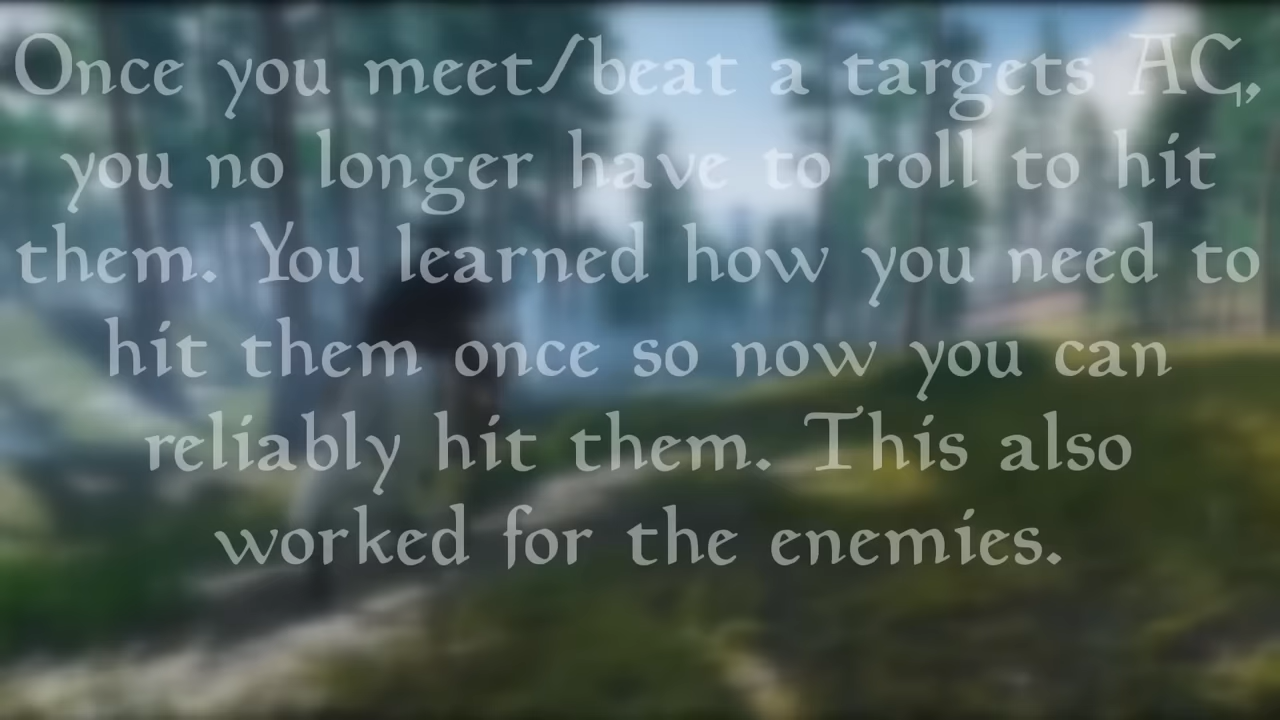 Once you meet/beat a targets AC,
you no longer have to roll to hit
them. You learned how you need to
hit them once so now you can
reliably hit them. This also
worked for the enemies.